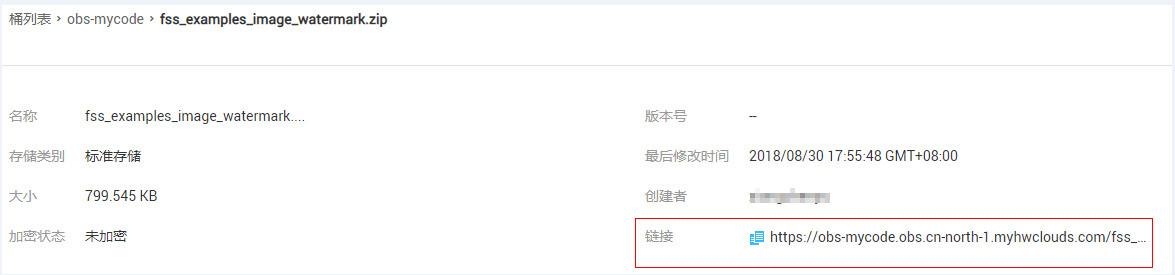 桶列表 > obs-mycode > fss_examples_image_watermark.zip
名称 fss_examples_image_watermark.... 版本号 --
存储类别 标准存储 最后修改时间 2018/08/30 17:55:48 GMT+08:00
大小 799.545 KB 创建者
加密状态 未加密 链接 https://obs-mycode.obs.cn-north-1.myhwclouds.com/fss_...